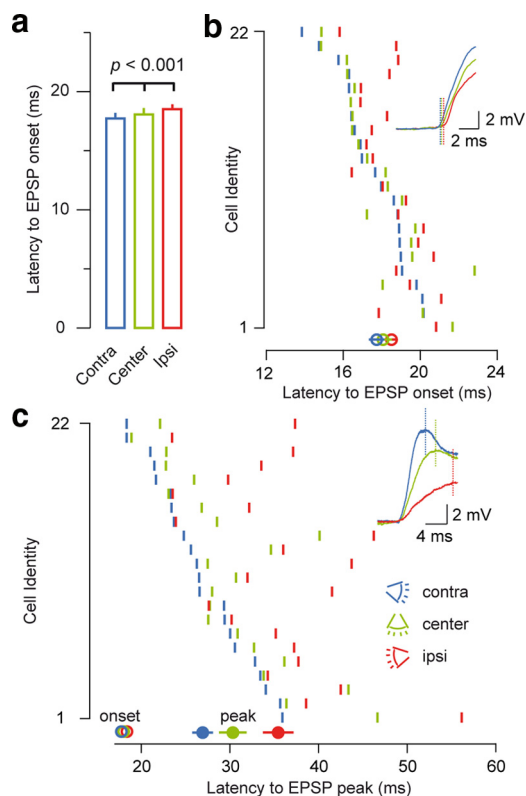 a
p < 0.001
Latency to EPSP onset (ms)
20
10
0
Contra
Center
Ipsi
b
22
Cell Identity
1
2 mV
2 ms
12
16
20
24
Latency to EPSP onset (ms)
c
22
Cell Identity
1
2 mV
4 ms
contra
center
ipsi
onset
peak
20
30
40
50
60
Latency to EPSP peak (ms)